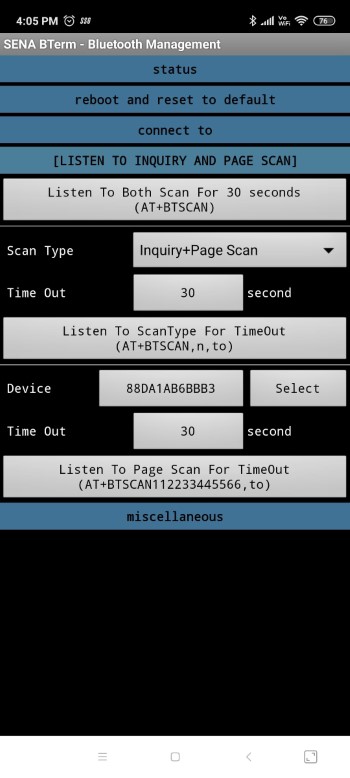 4:05 PM
Vo WiFi 76
SENA BTerm - Bluetooth Management
status
reboot and reset to default
connect to
[LISTEN TO INQUIRY AND PAGE SCAN]
Listen To Both Scan For 30 seconds
(AT+BTSCAN)
Scan Type Inquiry+Page Scan
Time Out 30 second
Listen To ScanType For TimeOut
(AT+BTSCAN,n,to)
Device 88DA1AB6BBB3 Select
Time Out 30 second
Listen To Page Scan For TimeOut
(AT+BTSCAN112233445566,to)
miscellaneous